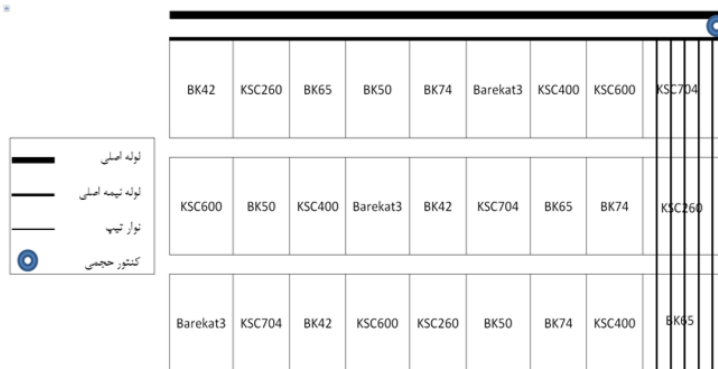 BK42 KSC260 BK65 BK50 BK74 Barekat3 KSC400 KSC600 KSC704
KSC600 BK50 KSC400 Barekat3 BK42 KSC704 BK65 BK74 KSC260
Barekat3 KSC704 BK42 KSC600 KSC260 BK50 BK74 KSC400 BK65
لوله اصلی
لوله نیمه اصلی
نوار تیپ
کنتور حجمی